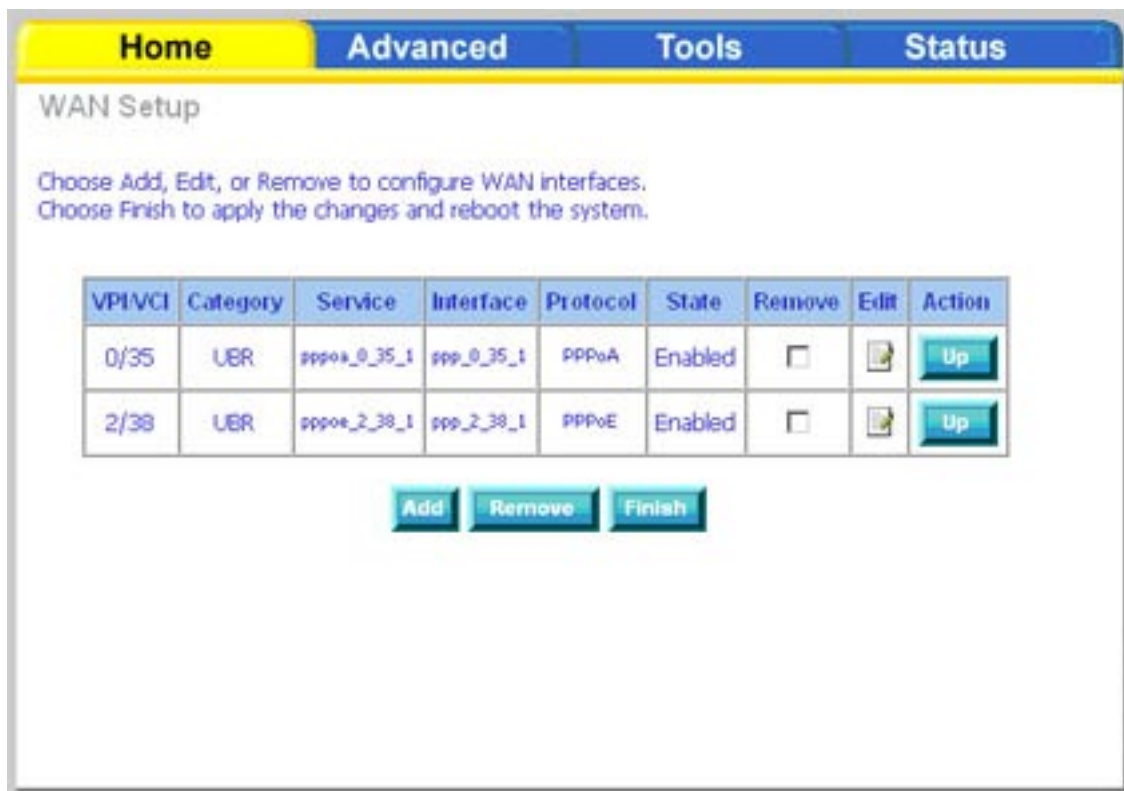 Home Advanced Tools Status
WAN Setup
Choose Add, Edit, or Remove to configure WAN interfaces.
Choose Finish to apply the changes and reboot the system.
VPI/VCI Category Service Interface Protocol State Remove Edit Action
0/35 UBR pppoa_0_35_1 ppp_0_35_1 PPPoA Enabled Up
2/38 UBR pppoe_2_38_1 ppp_2_38_1 PPPoE Enabled Up
Add Remove Finish